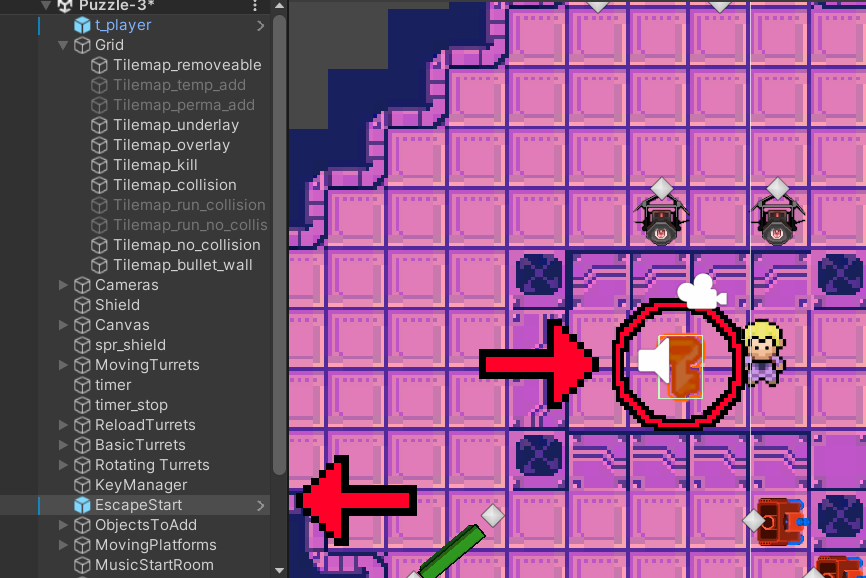 Puzzle-3*
t_player
Grid
Tilemap_removeable
Tilemap_temp_add
Tilemap_perma_add
Tilemap_underlay
Tilemap_overlay
Tilemap_kill
Tilemap_collision
Tilemap_run_collision
Tilemap_run_no_collis
Tilemap_no_collision
Tilemap_bullet_wall
Cameras
Shield
Canvas
spr_shield
MovingTurrets
timer
timer_stop
ReloadTurrets
BasicTurrets
Rotating Turrets
KeyManager
EscapeStart
ObjectsToAdd
MovingPlatforms
MusicStartRoom